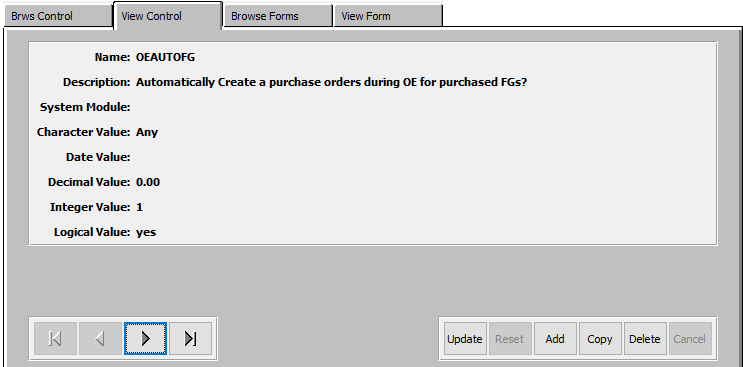 Brws Control View Control Browse Forms View Form
Name: OEAUTOFG
Description: Automatically Create a purchase orders during OE for purchased FGs?
System Module:
Character Value: Any
Date Value:
Decimal Value: 0.00
Integer Value: 1
Logical Value: yes
Update Reset Add Copy Delete Cancel